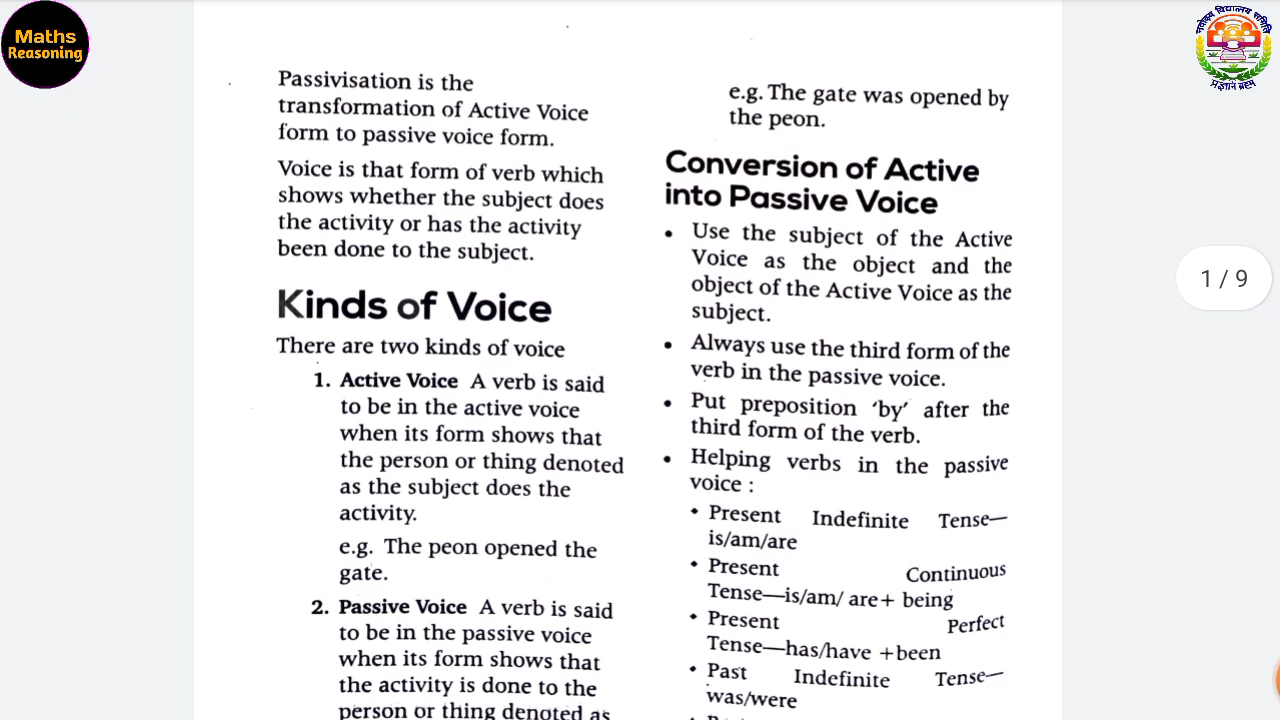 Maths
Reasoning
नवोदय विद्यालय समिति
प्रज्ञानं ब्रह्म
Passivisation is the
transformation of Active Voice
form to passive voice form.
Voice is that form of verb which
shows whether the subject does
the activity or has the activity
been done to the subject.
Kinds of Voice
There are two kinds of voice
1. Active Voice A verb is said
to be in the active voice
when its form shows that
the person or thing denoted
as the subject does the
activity.
e.g. The peon opened the
gate.
2. Passive Voice A verb is said
to be in the passive voice
when its form shows that
the activity is done to the
person or thing denoted as
e.g. The gate was opened by
the peon.
Conversion of Active
into Passive Voice
• Use the subject of the Active
Voice as the object and the
object of the Active Voice as the
subject.
• Always use the third form of the
verb in the passive voice.
• Put preposition ‘by’ after the
third form of the verb.
• Helping verbs in the passive
voice :
• Present Indefinite Tense—
is/am/are
• Present Continuous
Tense—is/am/ are+ being
• Present Perfect
Tense—has/have +been
• Past Indefinite Tense—
was/were
1 / 9